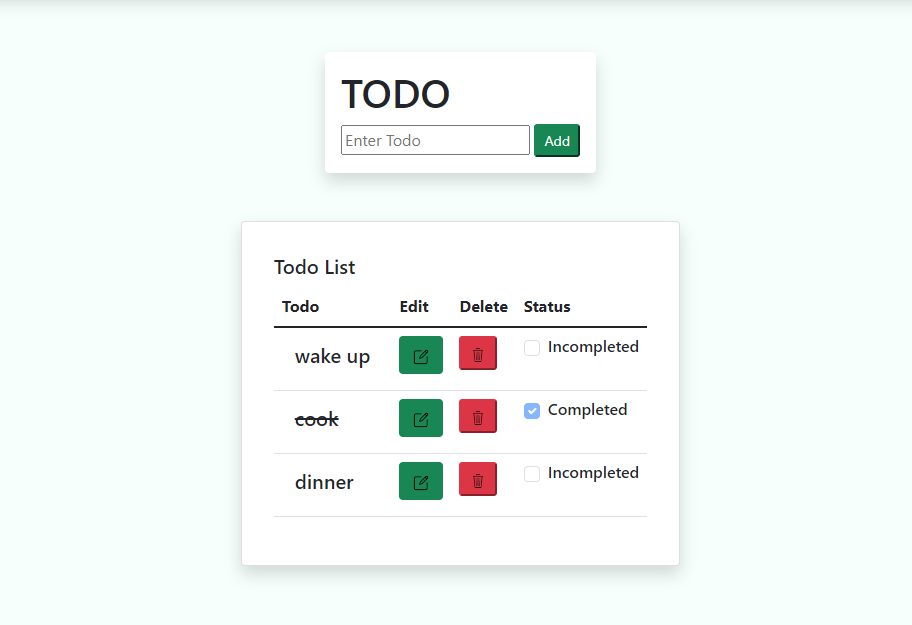 TODO
Enter Todo Add
Todo List
Todo Edit Delete Status
wake up Incompleted
cook Completed
dinner Incompleted